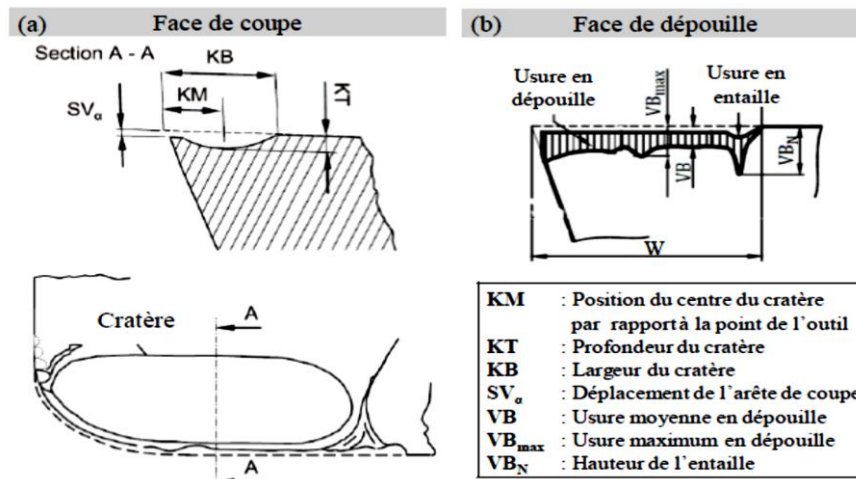 (a) Face de coupe
Section A - A
KB
KM
KT
SVα
Cratère
A
A
(b) Face de dépouille
Usure en
dépouille
VBmax
Usure en
entaille
VB
VBN
W
KM : Position du centre du cratère
par rapport à la point de l'outil
KT : Profondeur du cratère
KB : Largeur du cratère
SVα : Déplacement de l'arête de coupe
VB : Usure moyenne en dépouille
VBmax : Usure maximum en dépouille
VBN : Hauteur de l'entaille